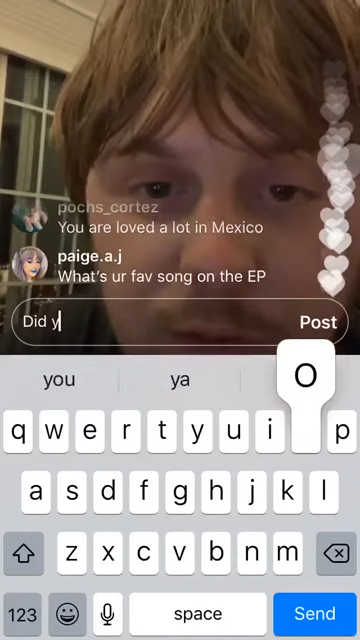 pochs_cortez
You are loved a lot in Mexico
paige.a.j
What's ur fav song on the EP
Did y
Post
you
ya
O
q w e r t y u i p
a s d f g h j k l
z x c v b n m
123
space
Send